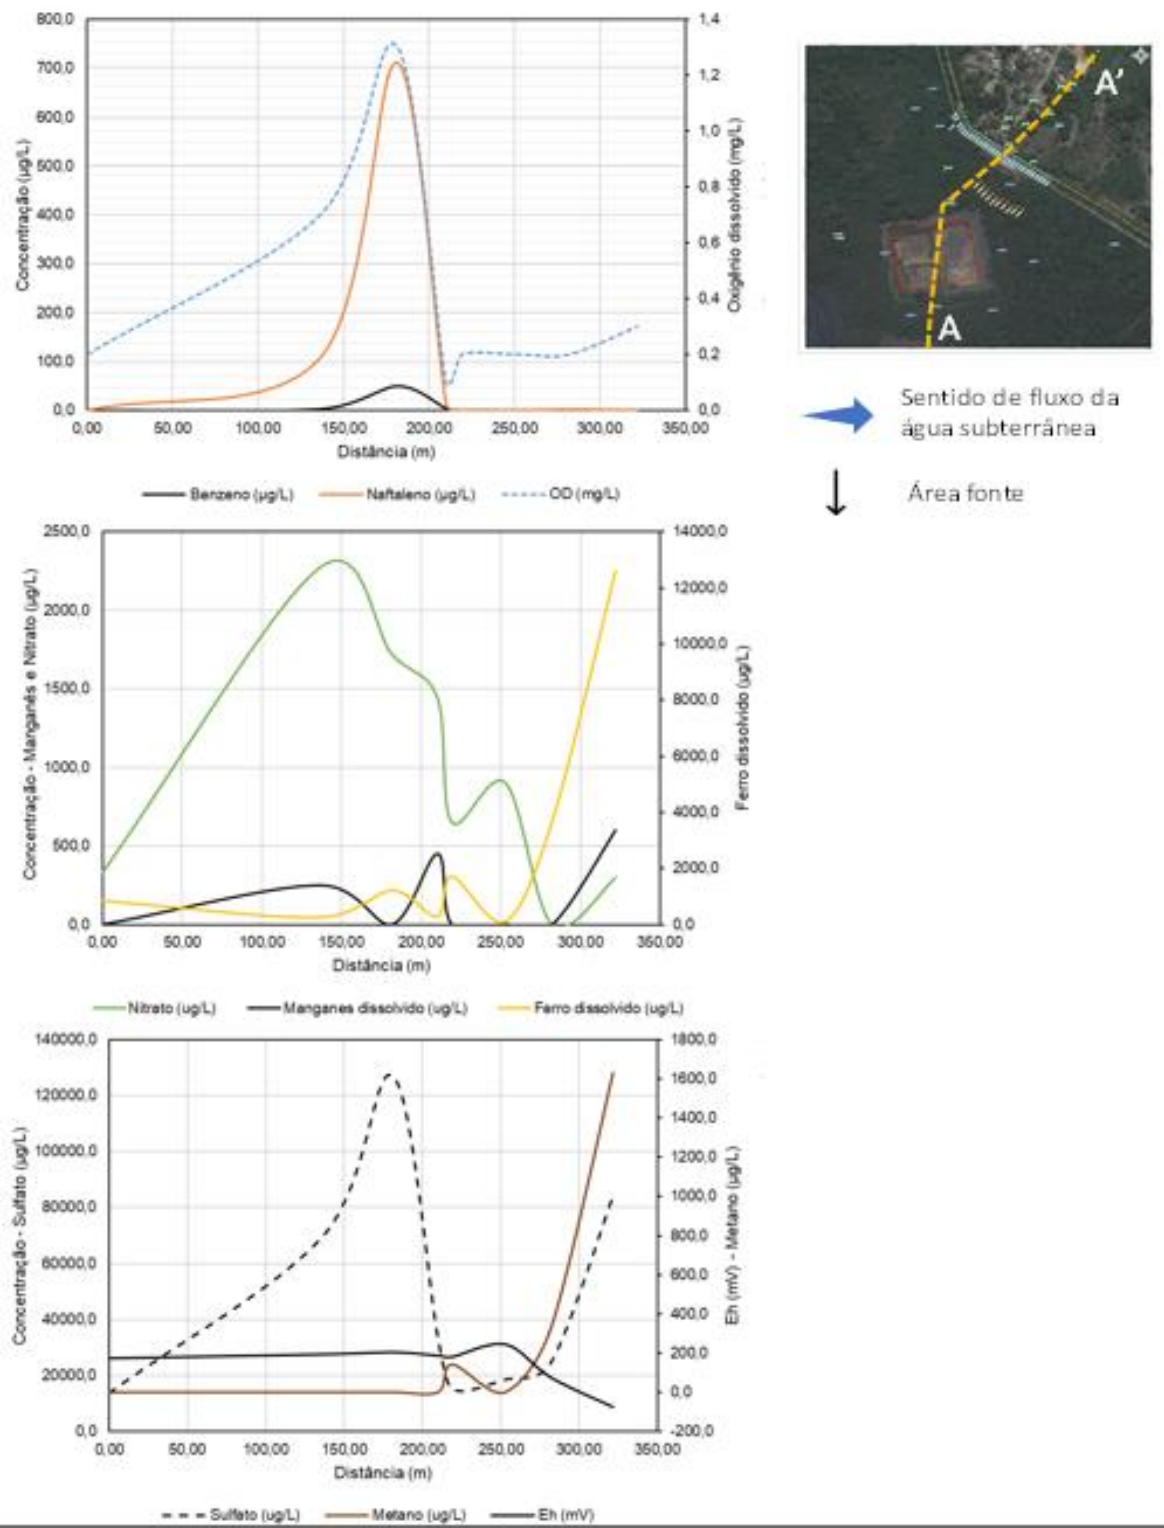 800,0
700,0
600,0
500,0
400,0
300,0
200,0
100,0
0,0
Concentração (µg/L)
1,4
1,2
1,0
0,8
0,6
0,4
0,2
0,0
Oxigênio dissolvido (mg/L)
0,00 50,00 100,00 150,00 200,00 250,00 300,00 350,00
Distância (m)
Benzeno (µg/L) Naftaleno (µg/L) OD (mg/L)
A'
A
Sentido de fluxo da
água subterrânea
Área fonte
2500,0
2000,0
1500,0
1000,0
500,0
0,0
Concentração - Manganês e Nitrato (µg/L)
14000,0
12000,0
10000,0
8000,0
6000,0
4000,0
2000,0
0,0
Ferro dissolvido (µg/L)
0,00 50,00 100,00 150,00 200,00 250,00 300,00 350,00
Distância (m)
Nitrato (ug/L) Manganes dissolvido (ug/L) Ferro dissolvido (ug/L)
140000,0
120000,0
100000,0
80000,0
60000,0
40000,0
20000,0
0,0
Concentração - Sulfato (µg/L)
1800,0
1600,0
1400,0
1200,0
1000,0
800,0
600,0
400,0
200,0
0,0
-200,0
Eh (mV) - Metano (µg/L)
0,00 50,00 100,00 150,00 200,00 250,00 300,00 350,00
Distância (m)
Sulfato (ug/L) Metano (ug/L) Eh (mV)